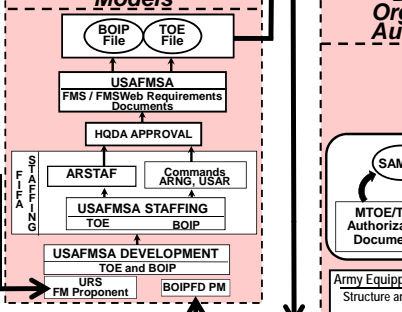 Models
BOIP
File
TOE
File
USAFMSA
FMS / FMSWeb Requirements
Documents
HQDA APPROVAL
FIFA
STAFFING
ARSTAF
Commands
ARNG, USAR
USAFMSA STAFFING
TOE BOIP
USAFMSA DEVELOPMENT
TOE and BOIP
URS
FM Proponent
BOIPFD PM
Org
Au
SAM
MTOE/T
Authoriza
Docume
Army Equipp
Structure an